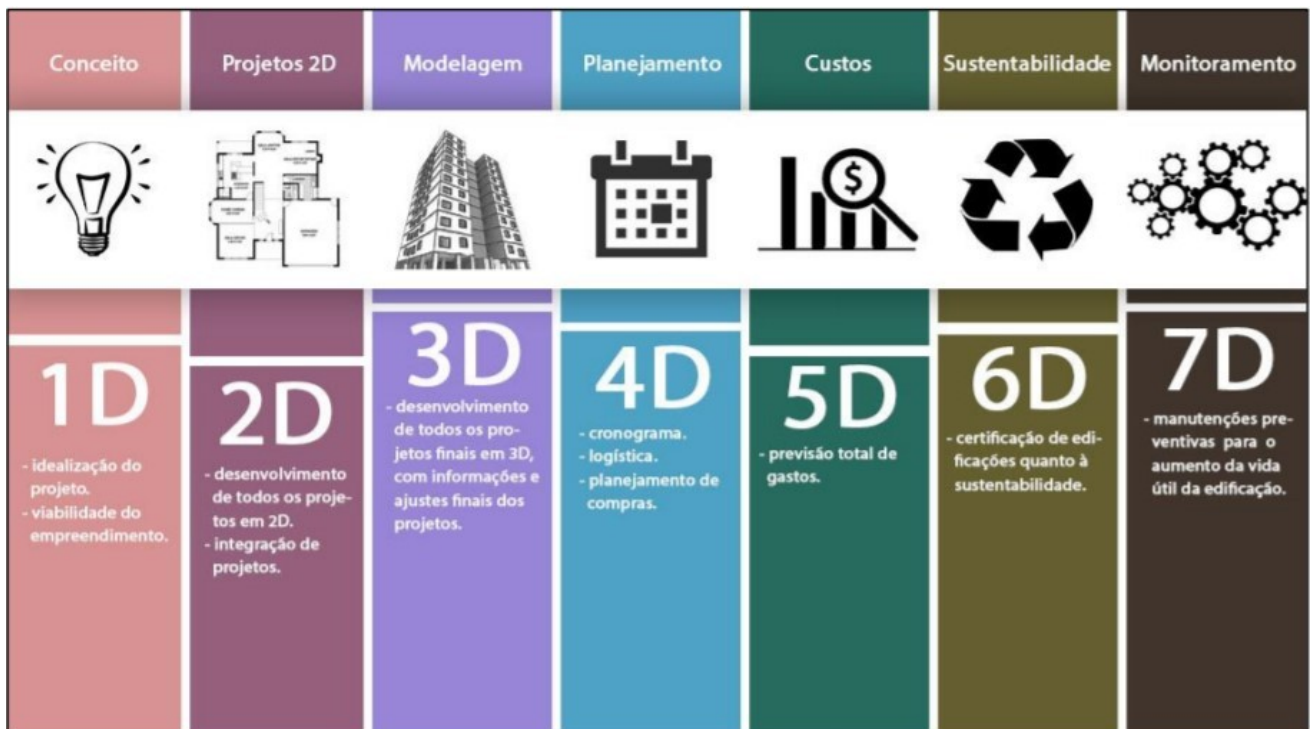 Conceito
Projetos 2D
Modelagem
Planejamento
Custos
Sustentabilidade
Monitoramento
1D
- idealização do
projeto.
- viabilidade do
empreendimento.
2D
- desenvolvimento
de todos os proje-
tos em 2D.
- integração de
projetos.
3D
- desenvolvimento
de todos os pro-
jetos finais em 3D,
com informações e
ajustes finais dos
projetos.
4D
- cronograma.
- logística.
- planejamento de
compras.
5D
- previsão total de
gastos.
6D
- certificação de edi-
ficações quanto à
sustentabilidade.
7D
- manutenções pre-
ventivas para o
aumento da vida
útil da edificação.